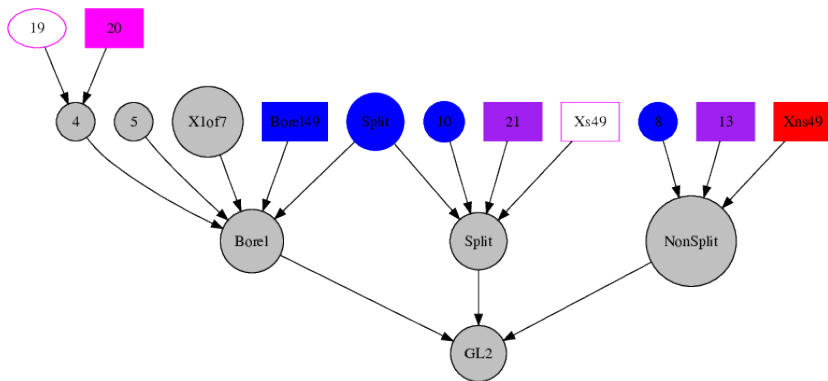 19
20
4
5
X1of7
Borel49
Split
10
21
Xs49
8
13
Xns49
Borel
Split
NonSplit
GL2